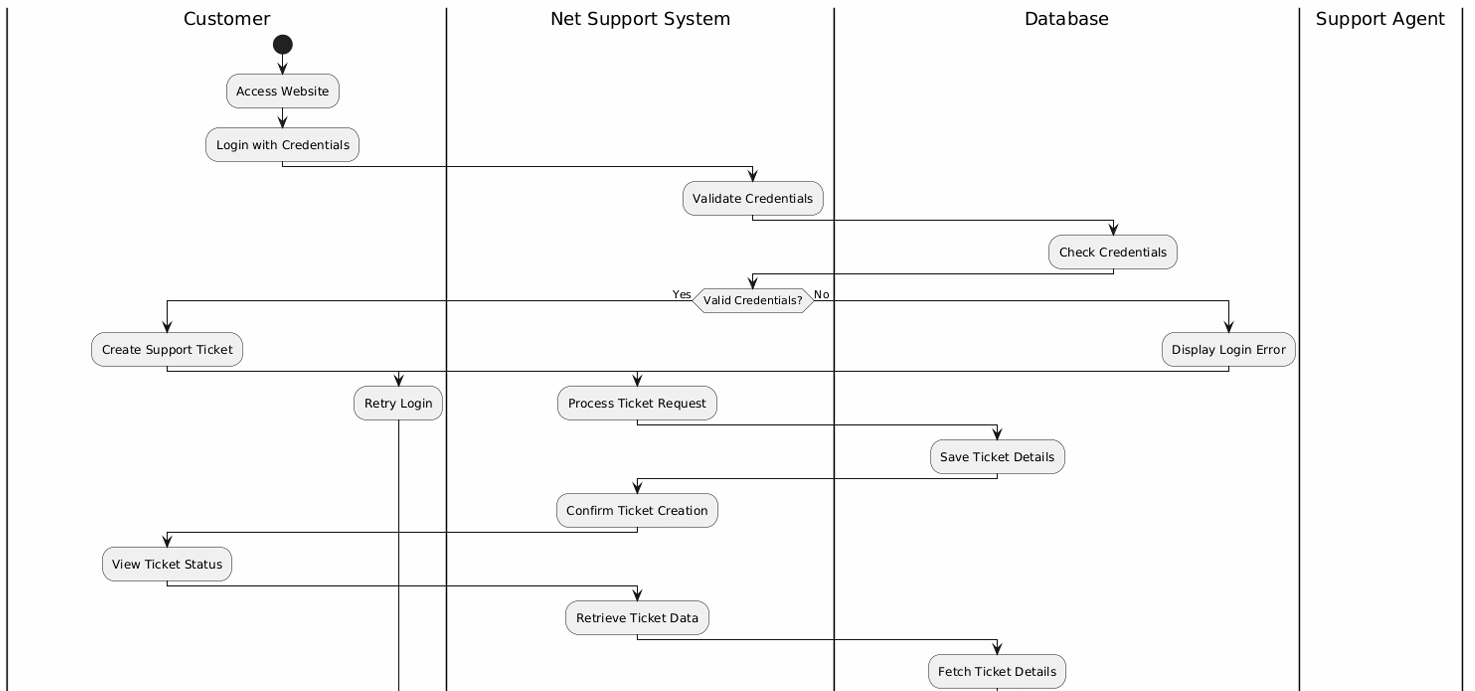 Customer
Net Support System
Database
Support Agent
Access Website
Login with Credentials
Validate Credentials
Check Credentials
Yes
Valid Credentials?
No
Create Support Ticket
Display Login Error
Retry Login
Process Ticket Request
Save Ticket Details
Confirm Ticket Creation
View Ticket Status
Retrieve Ticket Data
Fetch Ticket Details